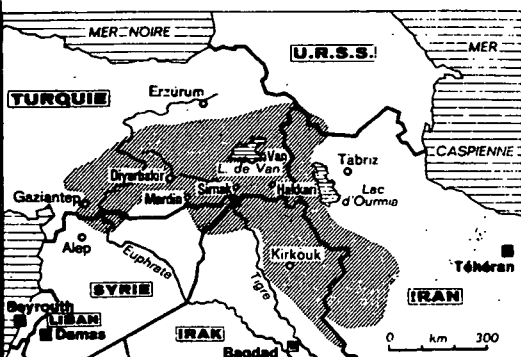 MER NOIRE
U.R.S.S.
MER
CASPIENNE
TURQUIE
Erzurum
Van
L. de Van
Tabriz
Diyarbakir
Mardin
Sirnak
Hakkari
Lac
d'Ourmia
Gaziantep
Alep
Euphrate
Tigre
Kirkouk
Téhéran
SYRIE
IRAN
Beyrouth
LIBAN
Damas
IRAK
Bagdad
0 km 300